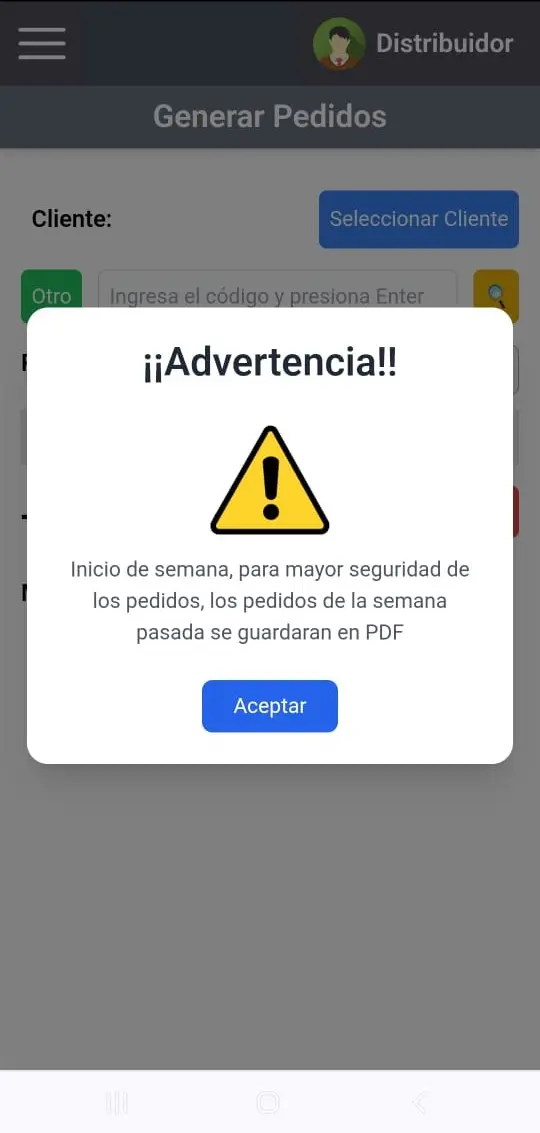 Distribuidor
Generar Pedidos
Cliente:
Seleccionar Cliente
Otro
Ingresa el código y presiona Enter
¡¡Advertencia!!
Inicio de semana, para mayor seguridad de
los pedidos, los pedidos de la semana
pasada se guardaran en PDF
Aceptar